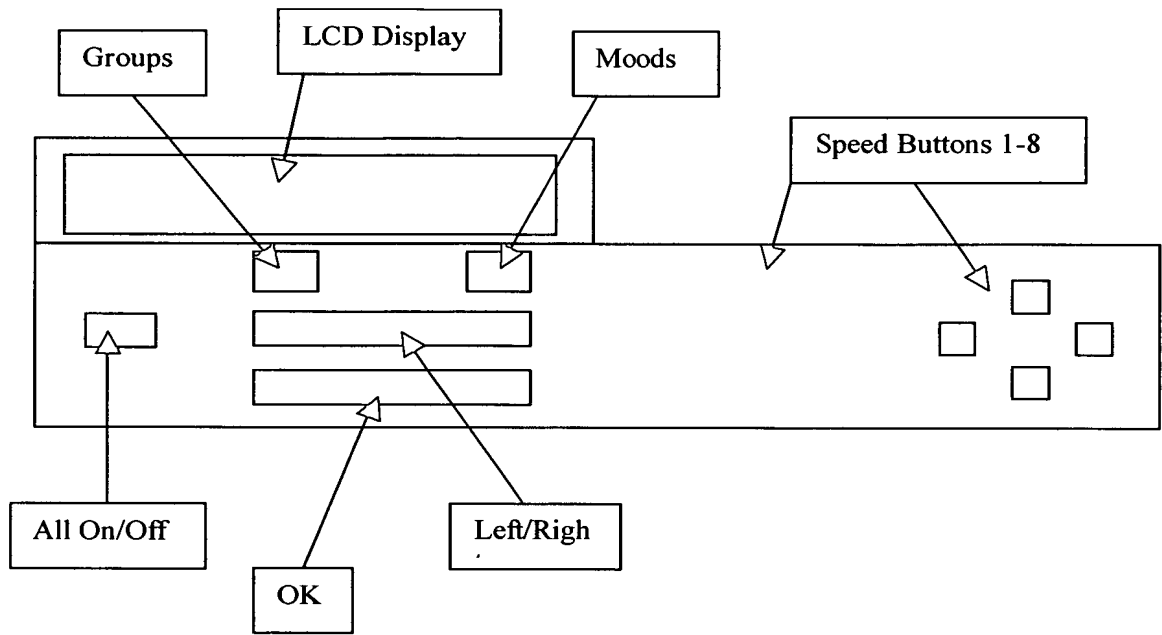 LCD Display
Groups
Moods
Speed Buttons 1-8
All On/Off
Left/Righ
OK